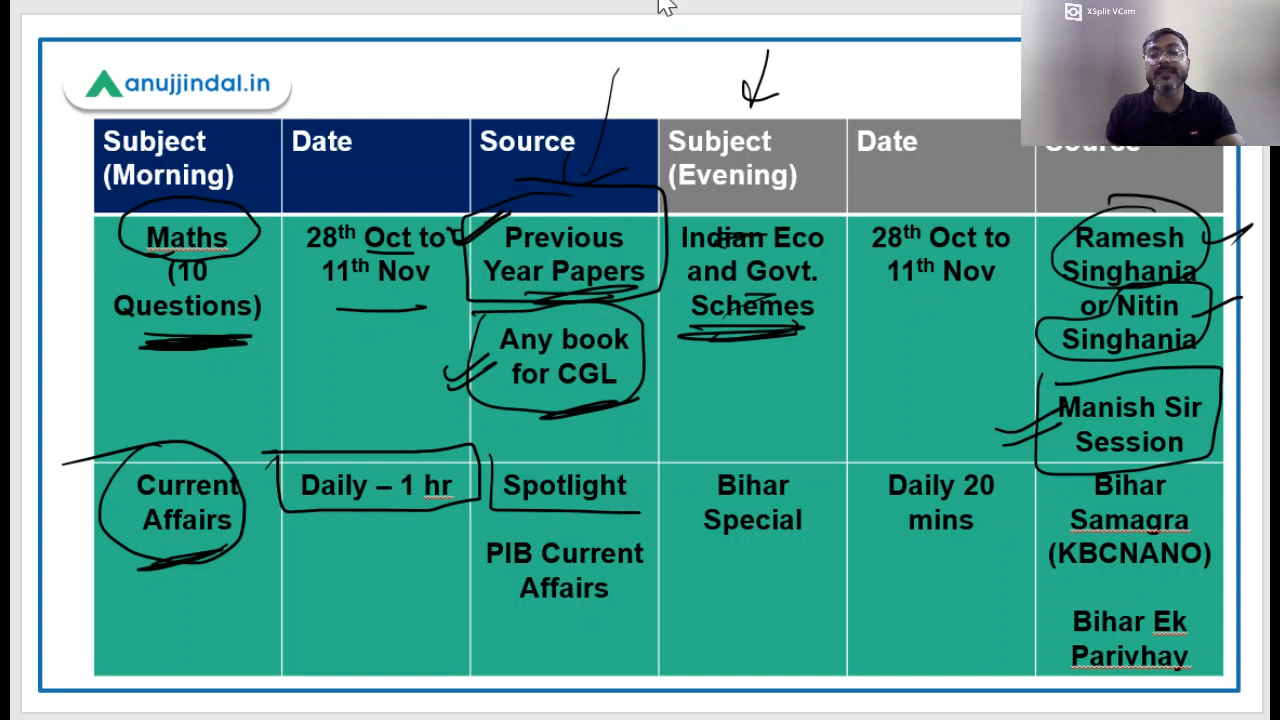 XSplit VCam
anujjindal.in
Subject
(Morning)
Date
Source
Subject
(Evening)
Date
Source
Maths
(10
Questions)
28th Oct to
11th Nov
Previous
Year Papers
Any book
for CGL
Indian Eco
and Govt.
Schemes
28th Oct to
11th Nov
Ramesh
Singhania
or Nitin
Singhania
Manish Sir
Session
Current
Affairs
Daily – 1 hr
Spotlight
PIB Current
Affairs
Bihar
Special
Daily 20
mins
Bihar
Samagra
(KBCNANO)
Bihar Ek
Parivhay